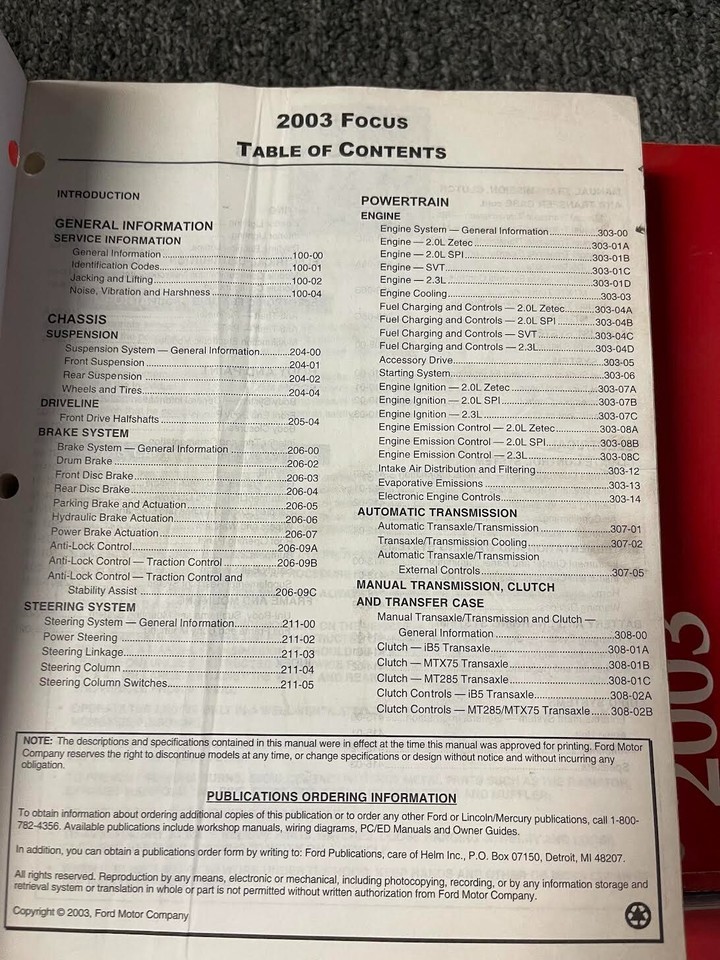 2003 FOCUS
TABLE OF CONTENTS
INTRODUCTION
GENERAL INFORMATION
SERVICE INFORMATION
General Information..........100-00
Identification Codes..........100-01
Jacking and Lifting..........100-02
Noise, Vibration and Harshness..........100-04
CHASSIS
SUSPENSION
Suspension System — General Information..........204-00
Front Suspension..........204-01
Rear Suspension..........204-02
Wheels and Tires..........204-04
DRIVELINE
Front Drive Halfshafts..........205-04
BRAKE SYSTEM
Brake System — General Information..........206-00
Drum Brake..........206-02
Front Disc Brake..........206-03
Rear Disc Brake..........206-04
Parking Brake and Actuation..........206-05
Hydraulic Brake Actuation..........206-06
Power Brake Actuation..........206-07
Anti-Lock Control..........206-09A
Anti-Lock Control — Traction Control..........206-09B
Anti-Lock Control — Traction Control and
Stability Assist..........206-09C
STEERING SYSTEM
Steering System — General Information..........211-00
Power Steering..........211-02
Steering Linkage..........211-03
Steering Column..........211-04
Steering Column Switches..........211-05
POWERTRAIN
ENGINE
Engine System — General Information..........303-00
Engine — 2.0L Zetec..........303-01A
Engine — 2.0L SPI..........303-01B
Engine — SVT..........303-01C
Engine — 2.3L..........303-01D
Engine Cooling..........303-03
Fuel Charging and Controls — 2.0L Zetec..........303-04A
Fuel Charging and Controls — 2.0L SPI..........303-04B
Fuel Charging and Controls — SVT..........303-04C
Fuel Charging and Controls — 2.3L..........303-04D
Accessory Drive..........303-05
Starting System..........303-06
Engine Ignition — 2.0L Zetec..........303-07A
Engine Ignition — 2.0L SPI..........303-07B
Engine Ignition — 2.3L..........303-07C
Engine Emission Control — 2.0L Zetec..........303-08A
Engine Emission Control — 2.0L SPI..........303-08B
Engine Emission Control — 2.3L..........303-08C
Intake Air Distribution and Filtering..........303-12
Evaporative Emissions..........303-13
Electronic Engine Controls..........303-14
AUTOMATIC TRANSMISSION
Automatic Transaxle/Transmission..........307-01
Transaxle/Transmission Cooling..........307-02
Automatic Transaxle/Transmission
External Controls..........307-05
MANUAL TRANSMISSION, CLUTCH
AND TRANSFER CASE
Manual Transaxle/Transmission and Clutch —
General Information..........308-00
Clutch — iB5 Transaxle..........308-01A
Clutch — MTX75 Transaxle..........308-01B
Clutch — MT285 Transaxle..........308-01C
Clutch Controls — iB5 Transaxle..........308-02A
Clutch Controls — MT285/MTX75 Transaxle..........308-02B
NOTE: The descriptions and specifications contained in this manual were in effect at the time this manual was approved for printing. Ford Motor
Company reserves the right to discontinue models at any time, or change specifications or design without notice and without incurring any
obligation.
PUBLICATIONS ORDERING INFORMATION
To obtain information about ordering additional copies of this publication or to order any other Ford or Lincoln/Mercury publications, call 1-800-
782-4356. Available publications include workshop manuals, wiring diagrams, PC/ED Manuals and Owner Guides.
In addition, you can obtain a publications order form by writing to: Ford Publications, care of Helm Inc., P.O. Box 07150, Detroit, MI 48207.
All rights reserved. Reproduction by any means, electronic or mechanical, including photocopying, recording, or by any information storage and
retrieval system or translation in whole or part is not permitted without written authorization from Ford Motor Company.
Copyright © 2003, Ford Motor Company
2003